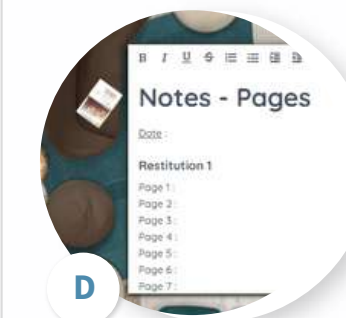 B I U S
Notes - Pages
Date :
Restitution 1
Page 1 :
Page 2 :
Page 3 :
Page 4 :
Page 5 :
Page 6 :
Page 7 :
D